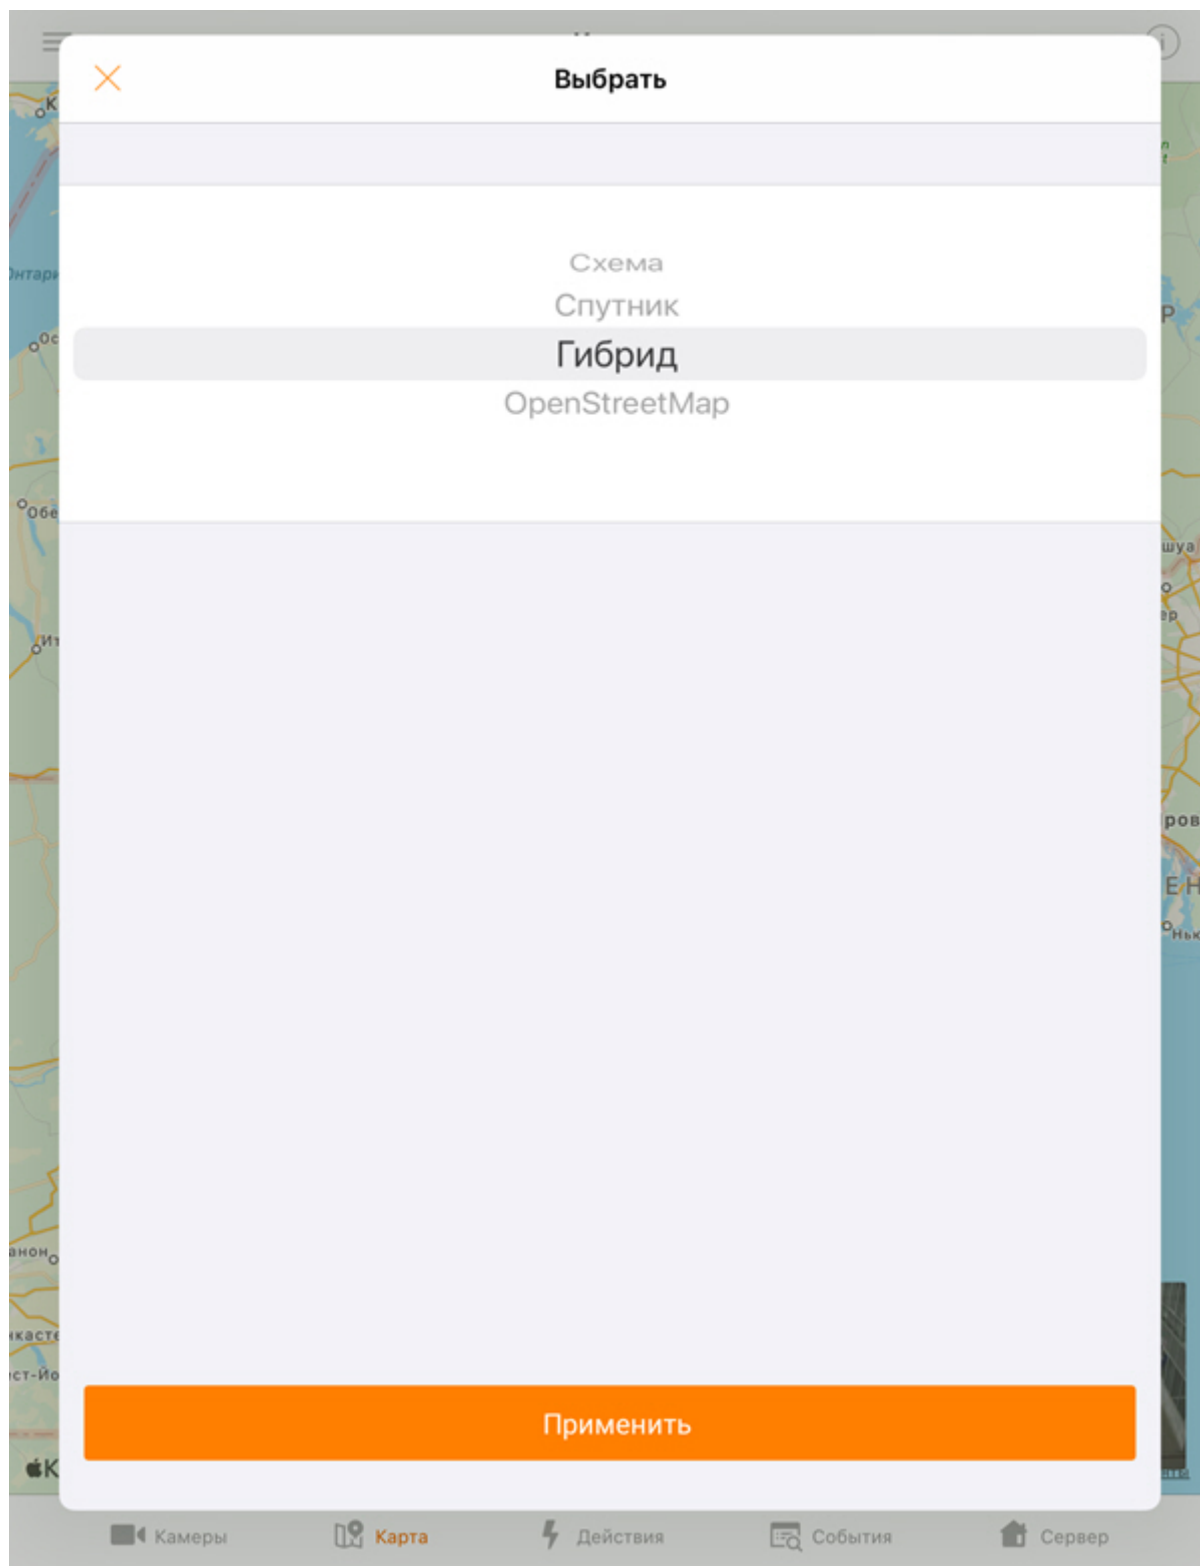 Выбрать
Схема
Спутник
Гибрид
OpenStreetMap
Применить
Камеры
Карта
Действия
События
Сервер